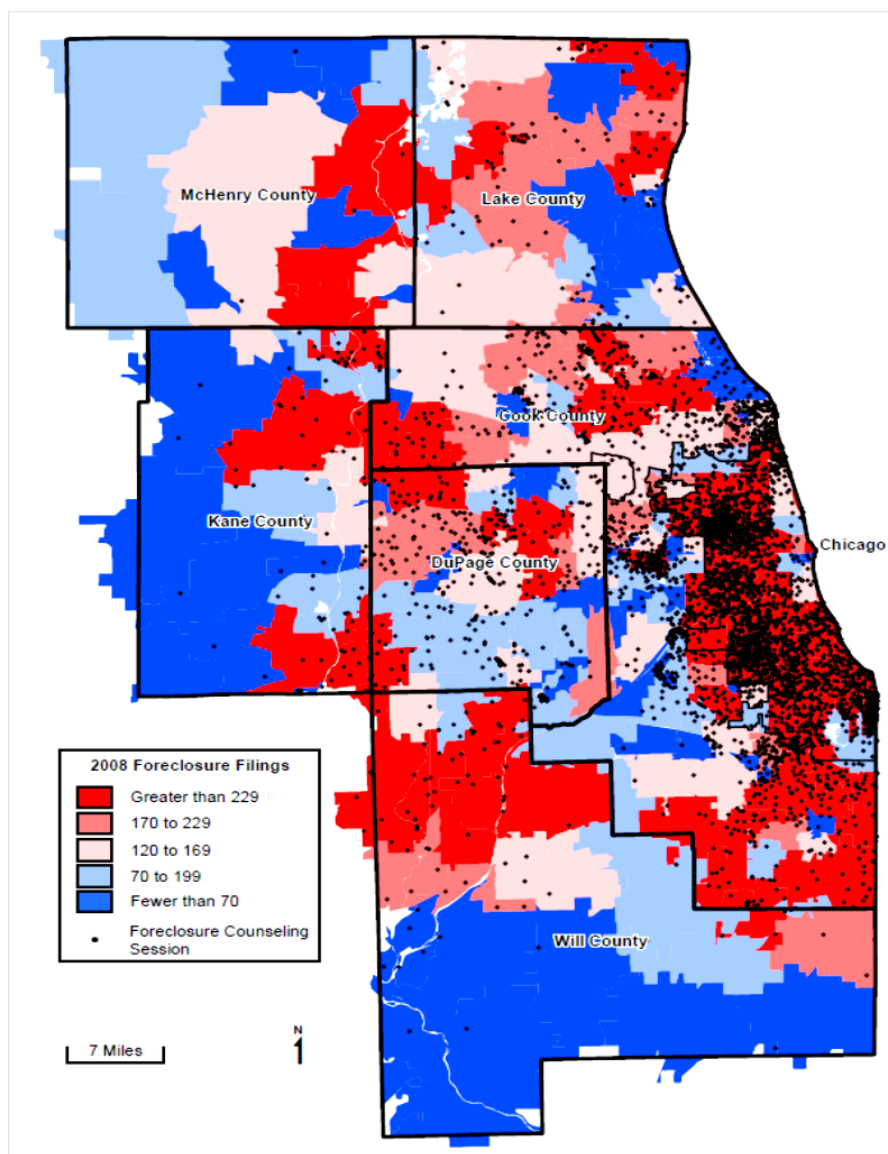 McHenry County
Lake County
Cook County
Kane County
Chicago
DuPage County
2008 Foreclosure Filings
Greater than 229
170 to 229
120 to 169
70 to 199
Fewer than 70
Foreclosure Counseling
Session
Will County
N
7 Miles